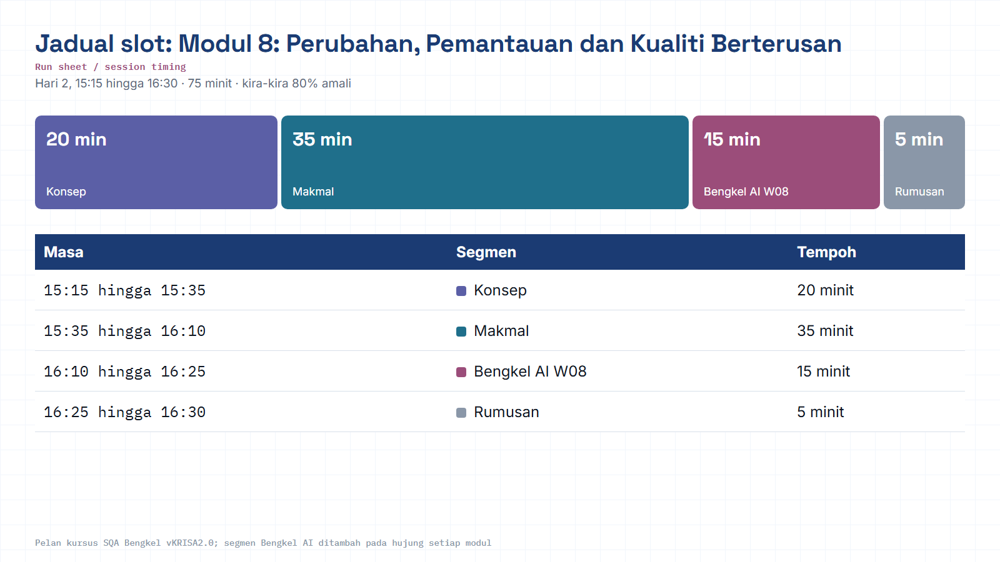 Jadual slot: Modul 8: Perubahan, Pemantauan dan Kualiti Berterusan
Run sheet / session timing
Hari 2, 15:15 hingga 16:30 · 75 minit · kira-kira 80% amali
20 min
35 min
15 min
5 min
Konsep
Makmal
Bengkel AI W08
Rumusan
Masa Segmen Tempoh
15:15 hingga 15:35 Konsep 20 minit
15:35 hingga 16:10 Makmal 35 minit
16:10 hingga 16:25 Bengkel AI W08 15 minit
16:25 hingga 16:30 Rumusan 5 minit
Pelan kursus SQA Bengkel vKRISA2.0; segmen Bengkel AI ditambah pada hujung setiap modul